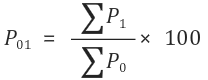 P₀₁ = ∑P₁ / ∑P₀ × 100